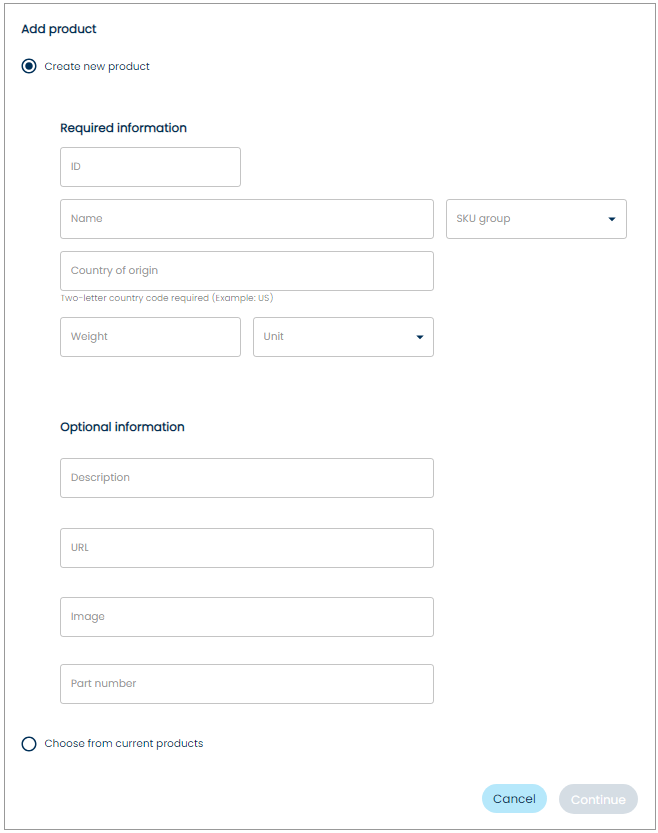 Add product
Create new product
Required information
ID
Name
SKU group
Country of origin
Two-letter country code required (Example: US)
Weight
Unit
Optional information
Description
URL
Image
Part number
Choose from current products
Cancel
Continue